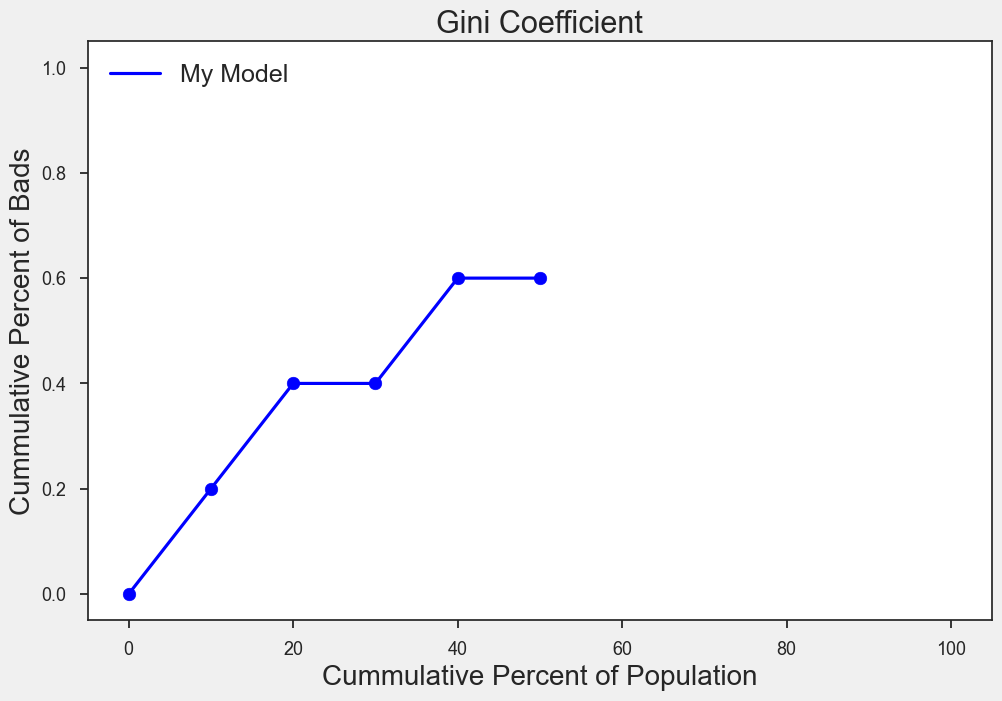 Gini Coefficient
My Model
Cummulative Percent of Bads
1.0
0.8
0.6
0.4
0.2
0.0
0 20 40 60 80 100
Cummulative Percent of Population